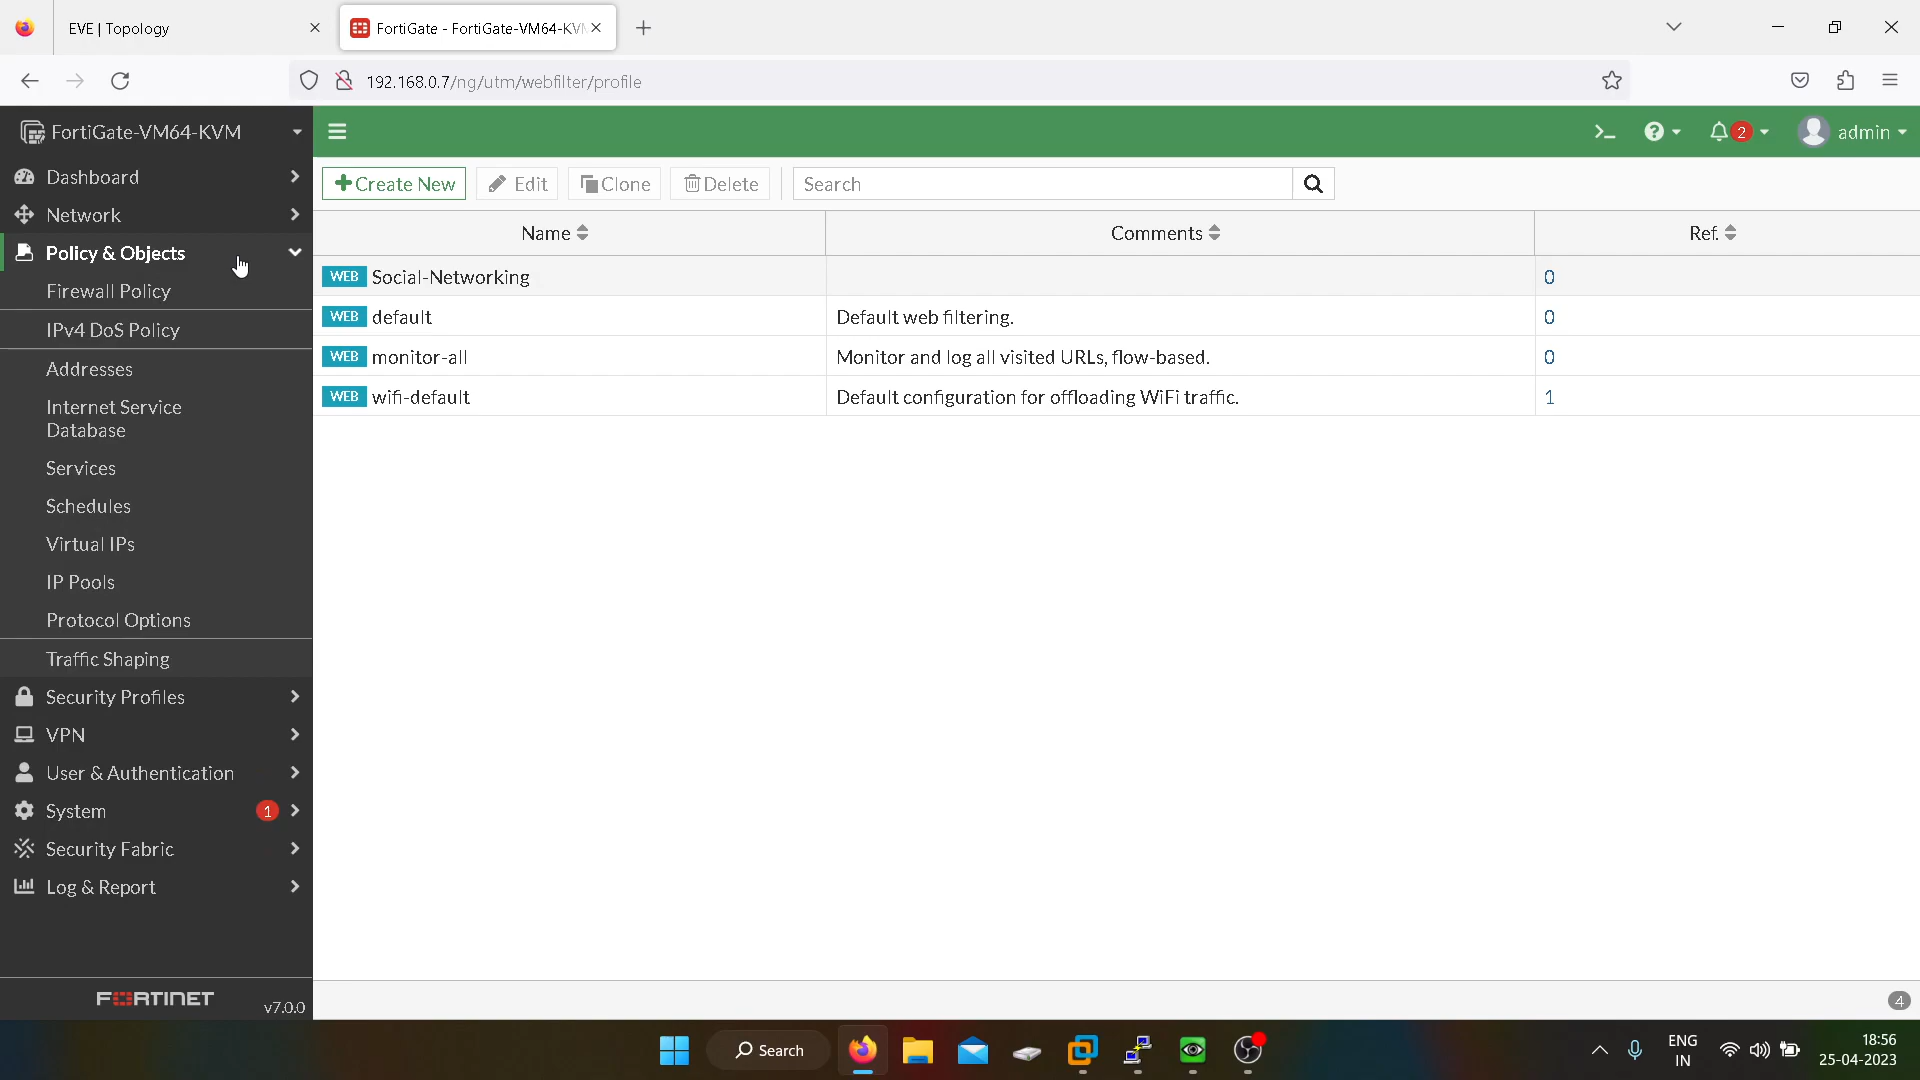 EVE | Topology
FortiGate - FortiGate-VM64-KVM
192.168.0.7/ng/utm/webfilter/profile
FortiGate-VM64-KVM
2
admin
Dashboard
Network
Policy & Objects
Firewall Policy
IPv4 DoS Policy
Addresses
Internet Service
Database
Services
Schedules
Virtual IPs
IP Pools
Protocol Options
Traffic Shaping
Security Profiles
VPN
User & Authentication
System 1
Security Fabric
Log & Report
FORTINET v7.0.0
Create New Edit Clone Delete Search
Name Comments Ref.
WEB Social-Networking 0
WEB default Default web filtering. 0
WEB monitor-all Monitor and log all visited URLs, flow-based. 0
WEB wifi-default Default configuration for offloading WiFi traffic. 1
4
Search
ENG
IN
18:56
25-04-2023